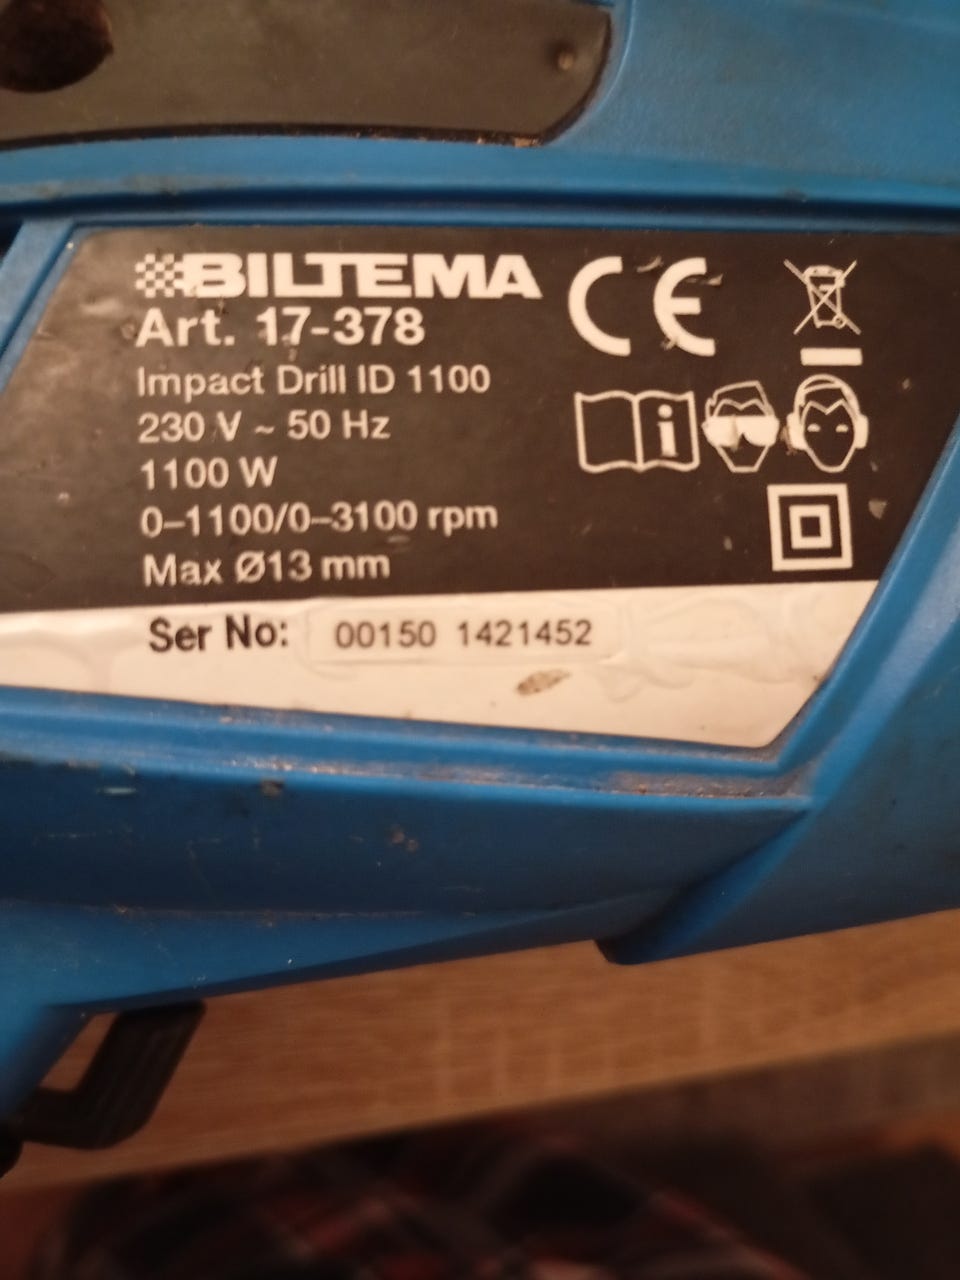 BILTEMA
Art. 17-378
Impact Drill ID 1100
230 V ~ 50 Hz
1100 W
0–1100/0–3100 rpm
Max Ø13 mm
CE
i
Ser No: 00150 1421452